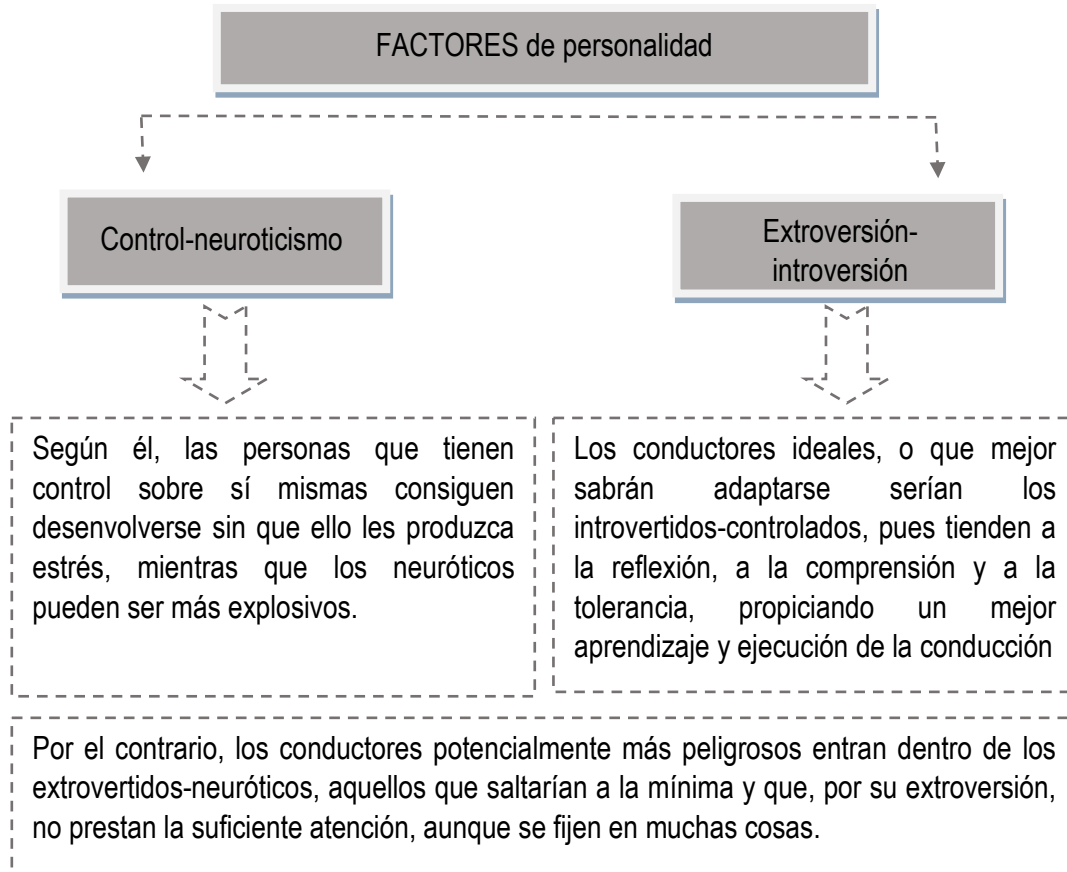 FACTORES de personalidad
Control-neuroticismo
Extroversión-
introversión
Según él, las personas que tienen
control sobre sí mismas consiguen
desenvolverse sin que ello les produzca
estrés, mientras que los neuróticos
pueden ser más explosivos.
Los conductores ideales, o que mejor
sabrán adaptarse serían los
introvertidos-controlados, pues tienden a
la reflexión, a la comprensión y a la
tolerancia, propiciando un mejor
aprendizaje y ejecución de la conducción
Por el contrario, los conductores potencialmente más peligrosos entran dentro de los
extrovertidos-neuróticos, aquellos que saltarían a la mínima y que, por su extroversión,
no prestan la suficiente atención, aunque se fijen en muchas cosas.